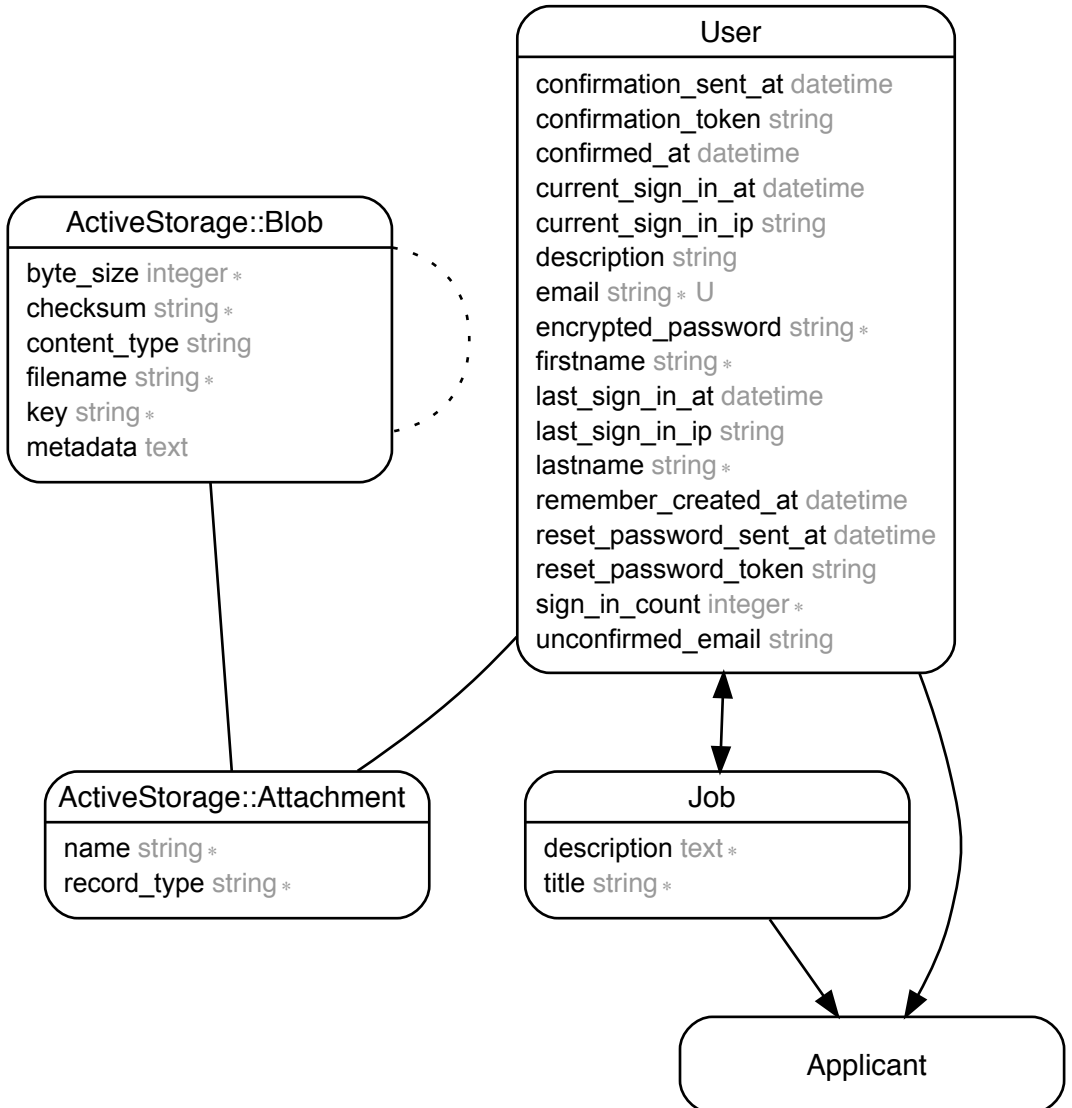 User
confirmation_sent_at datetime
confirmation_token string
confirmed_at datetime
current_sign_in_at datetime
current_sign_in_ip string
description string
email string ∗ U
encrypted_password string ∗
firstname string ∗
last_sign_in_at datetime
last_sign_in_ip string
lastname string ∗
remember_created_at datetime
reset_password_sent_at datetime
reset_password_token string
sign_in_count integer ∗
unconfirmed_email string
ActiveStorage::Blob
byte_size integer ∗
checksum string ∗
content_type string
filename string ∗
key string ∗
metadata text
ActiveStorage::Attachment
name string ∗
record_type string ∗
Job
description text ∗
title string ∗
Applicant